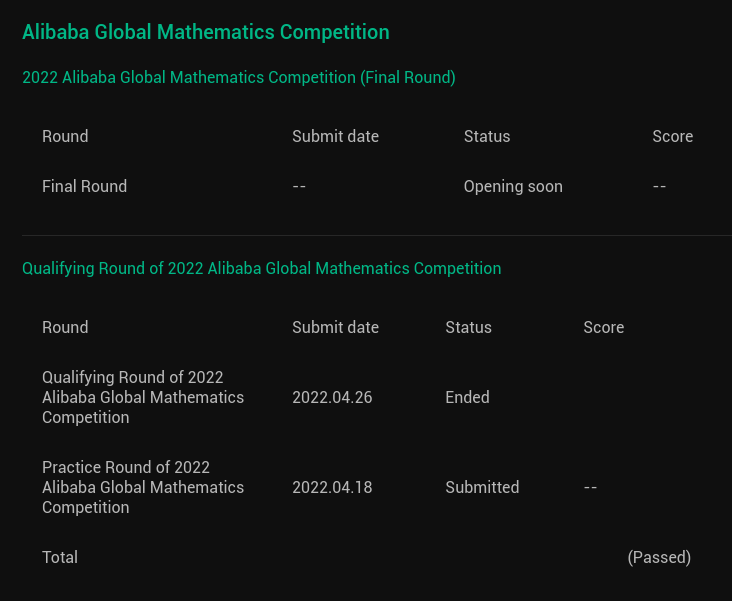 Alibaba Global Mathematics Competition
2022 Alibaba Global Mathematics Competition (Final Round)
Round Submit date Status Score
Final Round -- Opening soon --
Qualifying Round of 2022 Alibaba Global Mathematics Competition
Round Submit date Status Score
Qualifying Round of 2022
Alibaba Global Mathematics 2022.04.26 Ended
Competition
Practice Round of 2022
Alibaba Global Mathematics 2022.04.18 Submitted --
Competition
Total (Passed)